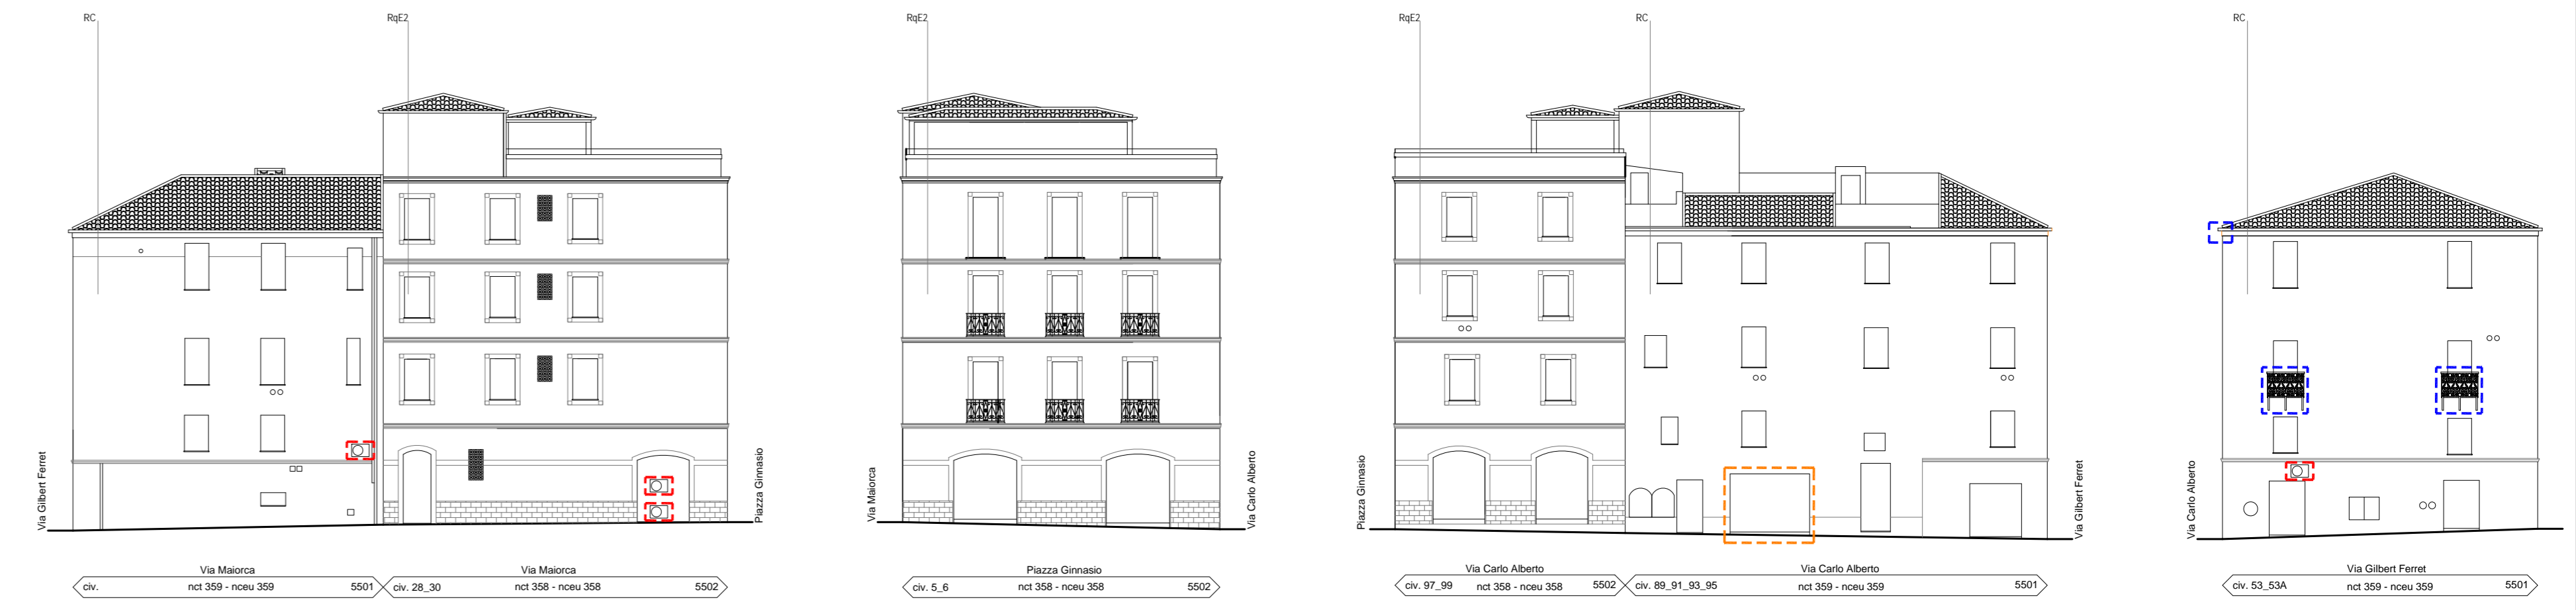 RC
RqE2
RqE2
RqE2
RC
RC
Via Gilbert Ferret
Piazza Ginnasio
Via Maiorca
Via Carlo Alberto
Piazza Ginnasio
Via Gilbert Ferret
Via Carlo Alberto
Via Maiorca
civ.
nct 359 - nceu 359
5501
Via Maiorca
civ. 28_30
nct 358 - nceu 358
5502
Piazza Ginnasio
civ. 5_6
nct 358 - nceu 358
5502
Via Carlo Alberto
civ. 97_99
nct 358 - nceu 358
5502
Via Carlo Alberto
civ. 89_91_93_95
nct 359 - nceu 359
5501
Via Gilbert Ferret
civ. 53_53A
nct 359 - nceu 359
5501